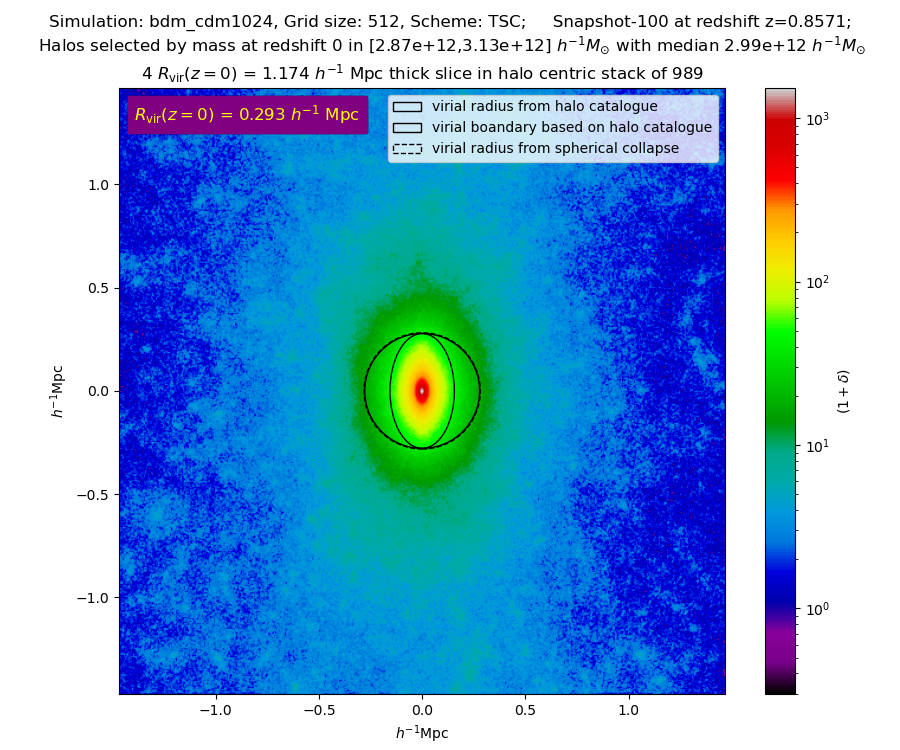 Simulation: bdm_cdm1024, Grid size: 512, Scheme: TSC; Snapshot-100 at redshift z=0.8571;
Halos selected by mass at redshift 0 in [2.87e+12,3.13e+12] h⁻¹M⊙ with median 2.99e+12 h⁻¹M⊙
4 Rvir(z = 0) = 1.174 h⁻¹ Mpc thick slice in halo centric stack of 989
Rvir(z = 0) = 0.293 h⁻¹ Mpc
virial radius from halo catalogue
virial boundary based on halo catalogue
virial radius from spherical collapse
1.0
0.5
0.0
−0.5
−1.0
h⁻¹Mpc
−1.0 −0.5 0.0 0.5 1.0
h⁻¹Mpc
10³
10²
10¹
10⁰
(1 + δ)